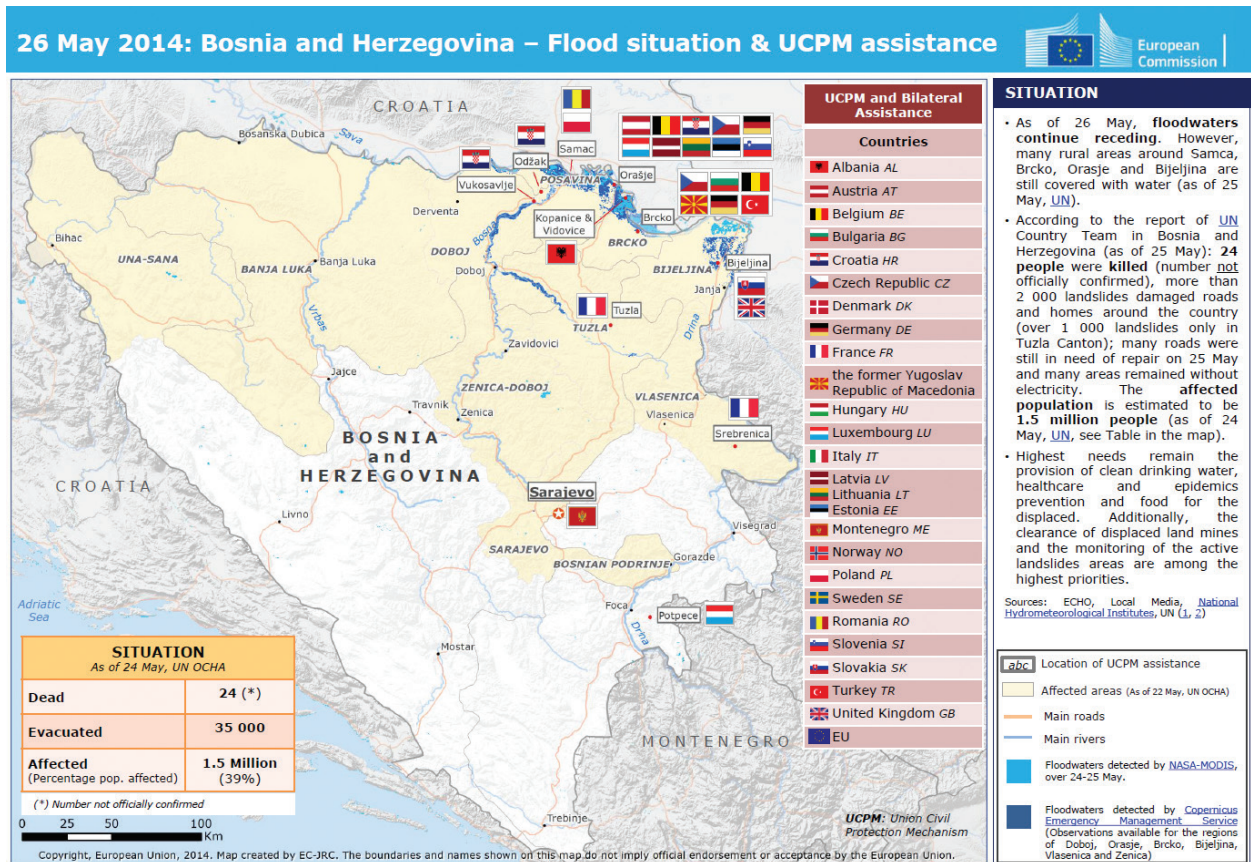 26 May 2014: Bosnia and Herzegovina – Flood situation & UCPM assistance
European
Commission
CROATIA
Bosanska Dubica
Sava
Samac
Odžak
Vukosavlje
POSAVINA
Orašje
Derventa
Kopanice &
Vidovice
Brcko
BRCKO
Bihac
UNA-SANA
BANJA LUKA
Banja Luka
DOBOJ
Bosna
Doboj
BIJELJINA
Bijeljina
Janja
Vrbas
Tuzla
TUZLA
Drina
Zavidovici
Jajce
ZENICA-DOBOJ
VLASENICA
Travnik
Vlasenica
Zenica
Srebrenica
BOSNIA
and
HERZEGOVINA
CROATIA
Sarajevo
Livno
Visegrad
SARAJEVO
BOSNIAN PODRINJE
Gorazde
Adriatic
Sea
Foca
Potpece
Drina
Mostar
MONTENEGRO
Trebinje
SITUATION
As of 24 May, UN OCHA
Dead 24 (*)
Evacuated 35 000
Affected 1.5 Million
(Percentage pop. affected) (39%)
(*) Number not officially confirmed
0 25 50 100
Km
UCPM: Union Civil
Protection Mechanism
Copyright, European Union, 2014. Map created by EC-JRC. The boundaries and names shown on this map do not imply official endorsement or acceptance by the European Union.
UCPM and Bilateral
Assistance
Countries
Albania AL
Austria AT
Belgium BE
Bulgaria BG
Croatia HR
Czech Republic CZ
Denmark DK
Germany DE
France FR
the former Yugoslav
Republic of Macedonia
Hungary HU
Luxembourg LU
Italy IT
Latvia LV
Lithuania LT
Estonia EE
Montenegro ME
Norway NO
Poland PL
Sweden SE
Romania RO
Slovenia SI
Slovakia SK
Turkey TR
United Kingdom GB
EU
SITUATION
• As of 26 May, floodwaters
continue receding. However,
many rural areas around Samca,
Brcko, Orasje and Bijeljina are
still covered with water (as of 25
May, UN).
• According to the report of UN
Country Team in Bosnia and
Herzegovina (as of 25 May): 24
people were killed (number not
officially confirmed), more than
2 000 landslides damaged roads
and homes around the country
(over 1 000 landslides only in
Tuzla Canton); many roads were
still in need of repair on 25 May
and many areas remained without
electricity. The affected
population is estimated to be
1.5 million people (as of 24
May, UN, see Table in the map).
• Highest needs remain the
provision of clean drinking water,
healthcare and epidemics
prevention and food for the
displaced. Additionally, the
clearance of displaced land mines
and the monitoring of the active
landslides areas are among the
highest priorities.
Sources: ECHO, Local Media, National
Hydrometeorological Institutes, UN (1, 2)
abc Location of UCPM assistance
Affected areas (As of 22 May, UN OCHA)
Main roads
Main rivers
Floodwaters detected by NASA-MODIS,
over 24-25 May.
Floodwaters detected by Copernicus
Emergency Management Service
(Observations available for the regions
of Doboj, Orasje, Brcko, Bijeljina,
Vlasenica and Zenica)